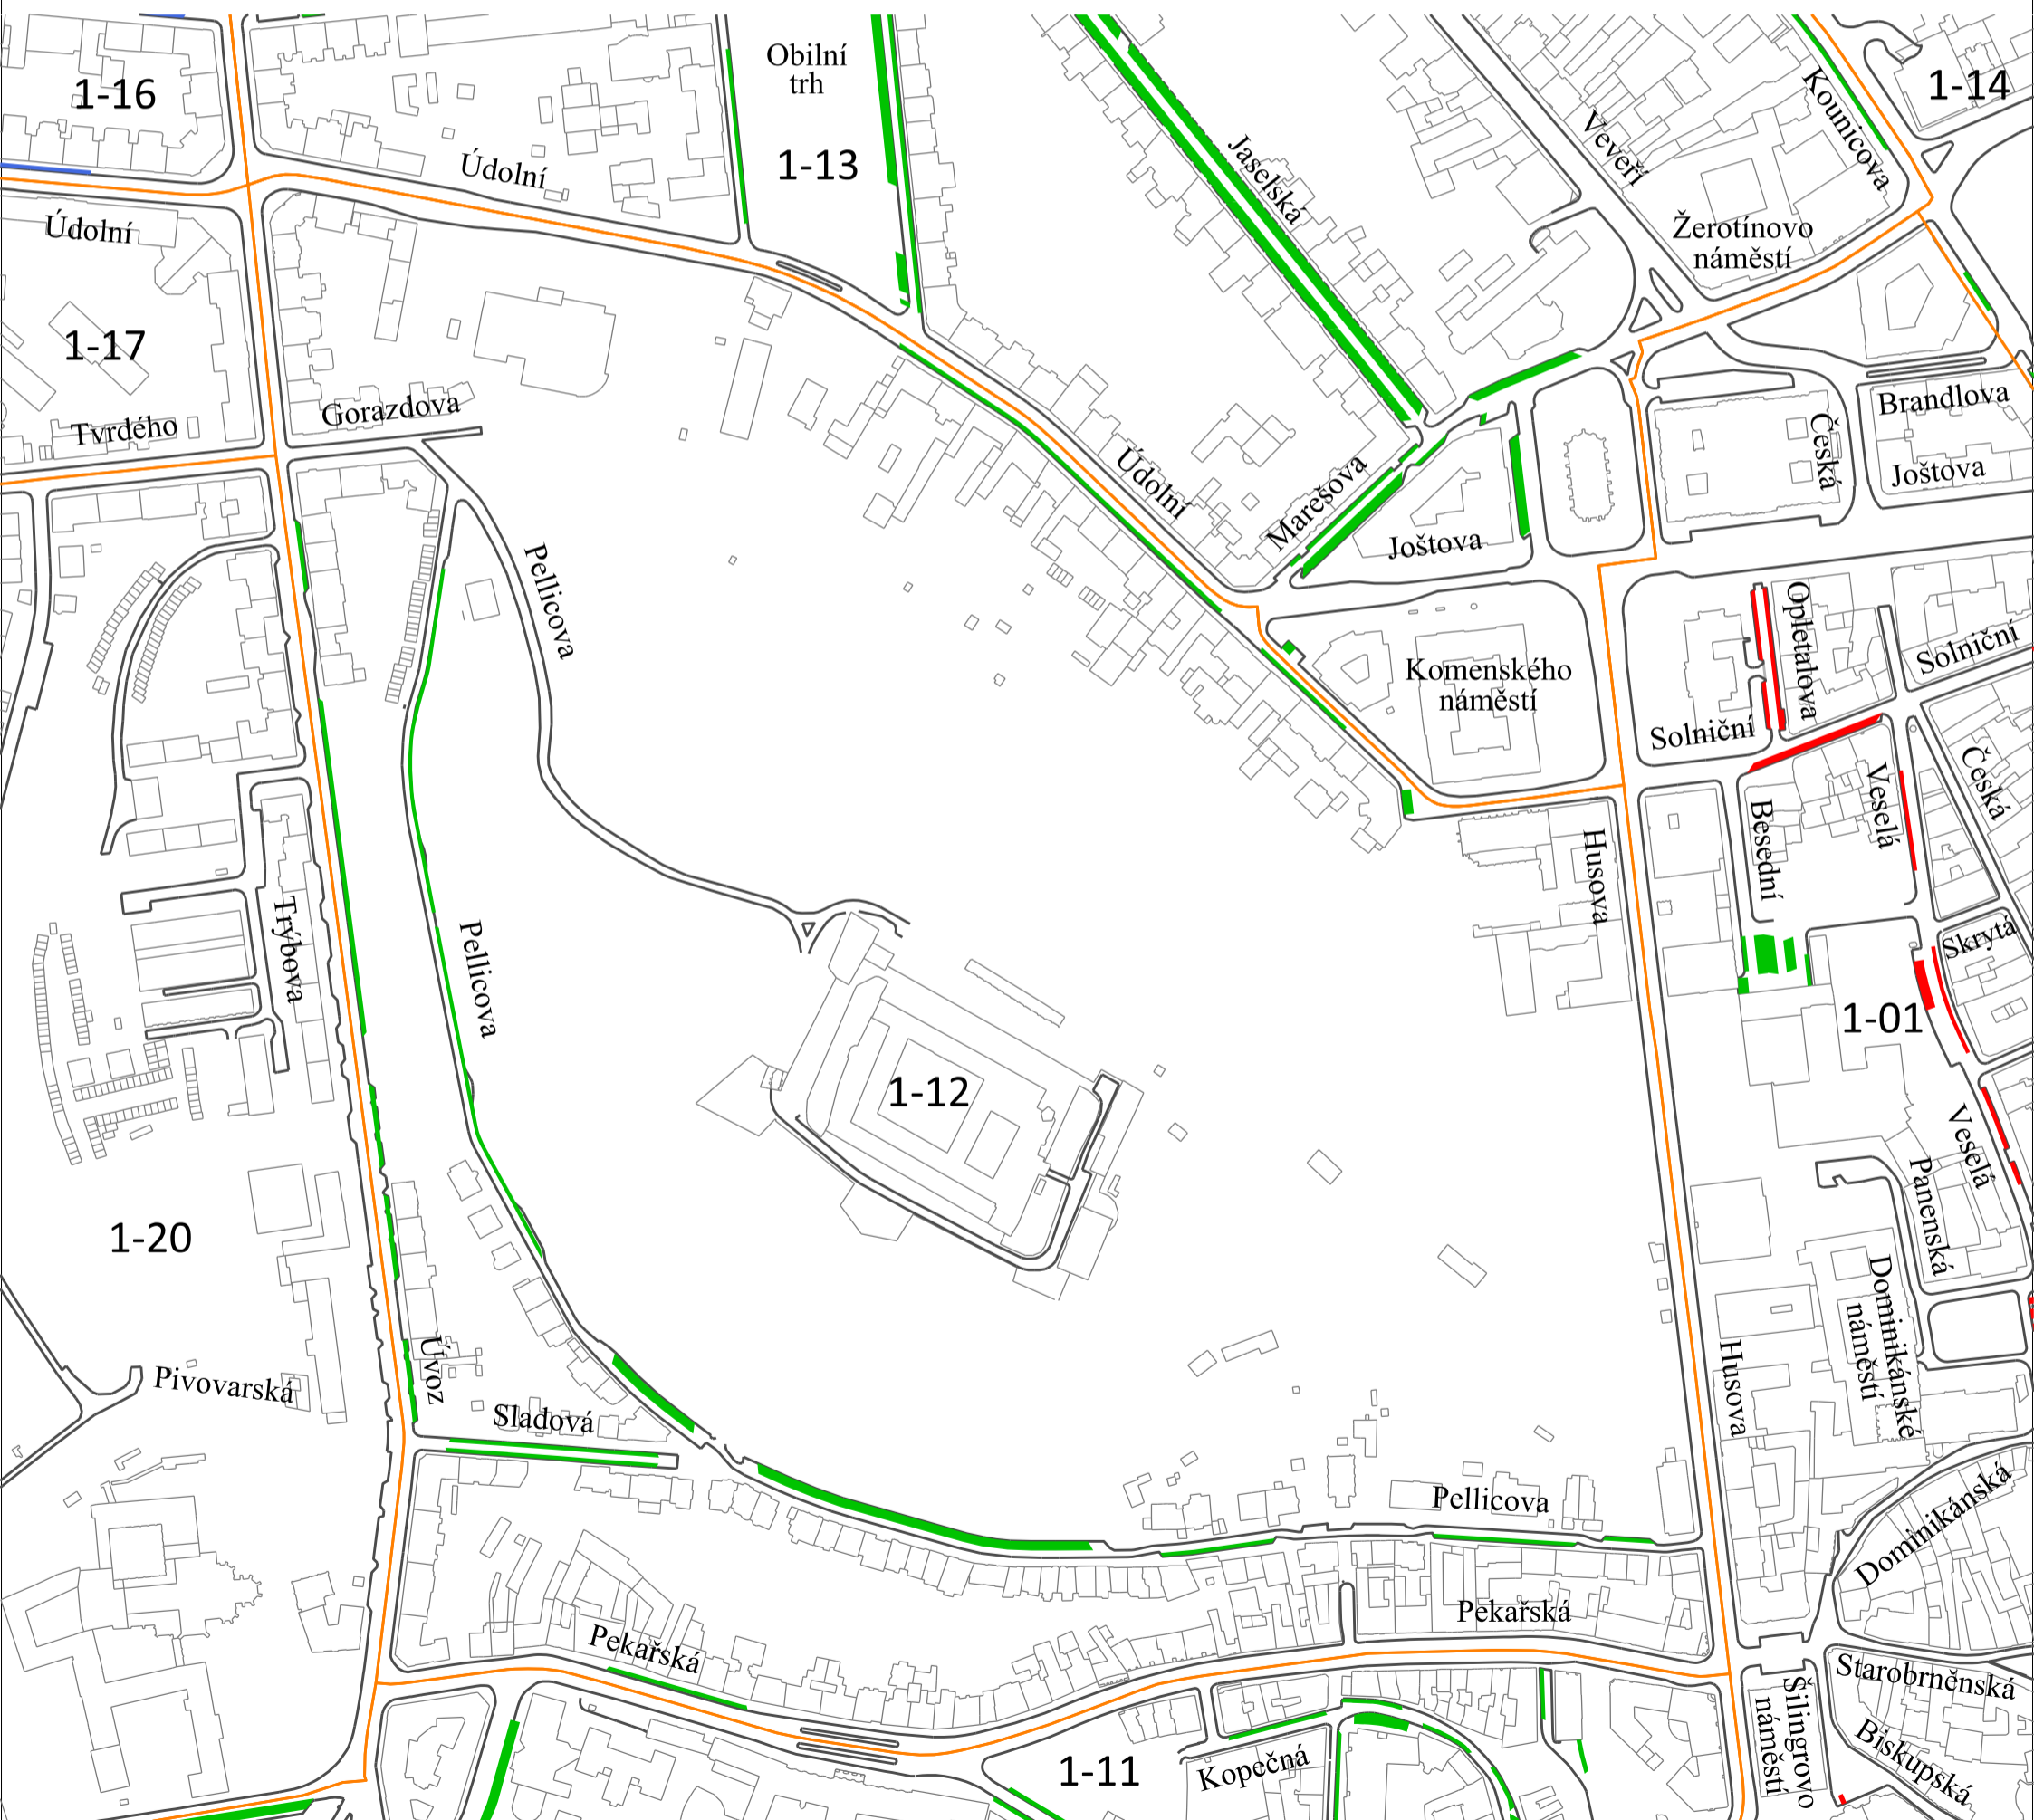 Obilní
trh
1-16
1-14
Kounicova
1-13
Údolní
Jaselská
Veveří
Údolní
Žerotínovo
náměstí
1-17
Tvrdého
Gorazdova
Brandlova
Česká
Joštova
Údolní
Marešova
Joštova
Pellicova
Opletalova
Solniční
Komenského
náměstí
Solniční
Česká
Veselá
Besední
Husova
Trýbova
Pellicova
Skrytá
1-01
1-12
Veselá
Panenská
1-20
Dominikánské
náměstí
Pivovarská
Úvoz
Husova
Sladová
Pellicova
Dominikánská
Pekařská
Pekařská
Starobrněnská
Šilingrovo
náměstí
Biskupská
1-11
Kopečná